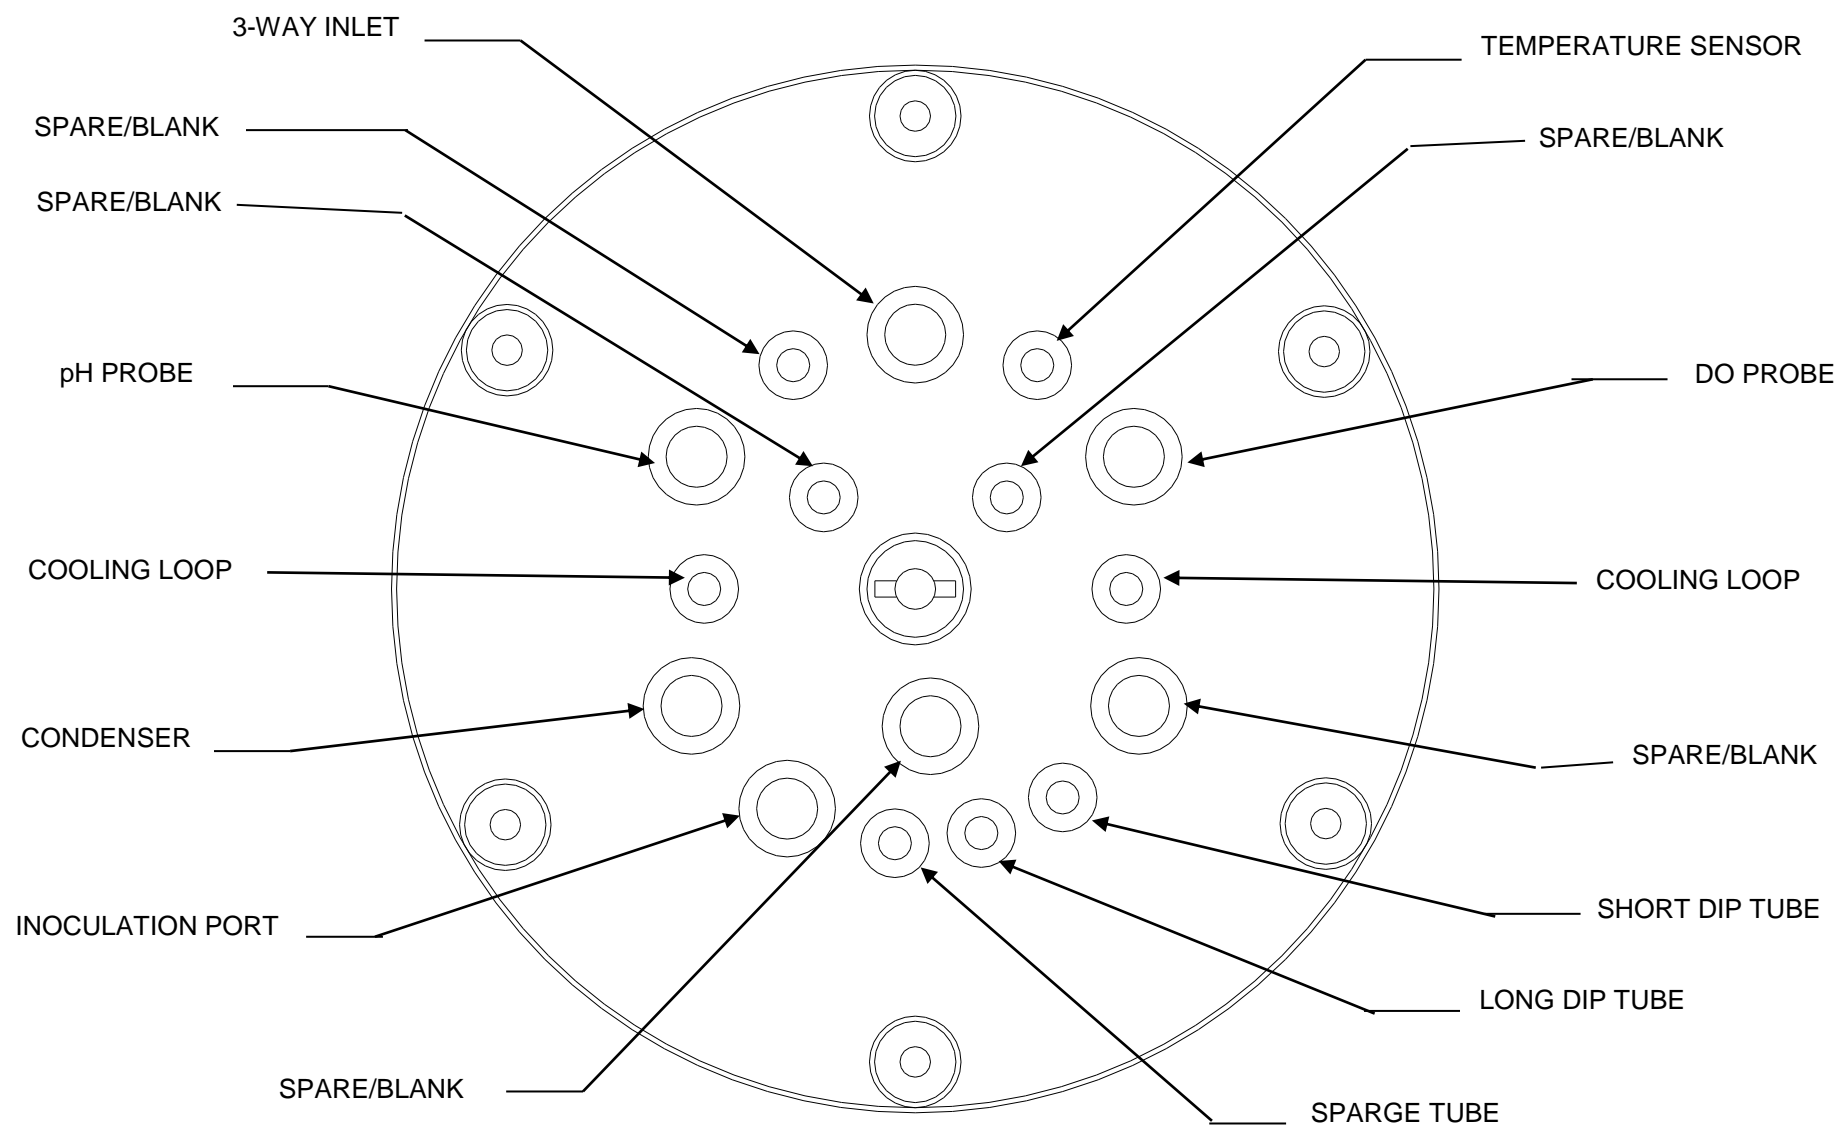 3-WAY INLET
TEMPERATURE SENSOR
SPARE/BLANK
SPARE/BLANK
SPARE/BLANK
pH PROBE
DO PROBE
COOLING LOOP
COOLING LOOP
CONDENSER
SPARE/BLANK
INOCULATION PORT
SHORT DIP TUBE
LONG DIP TUBE
SPARE/BLANK
SPARGE TUBE